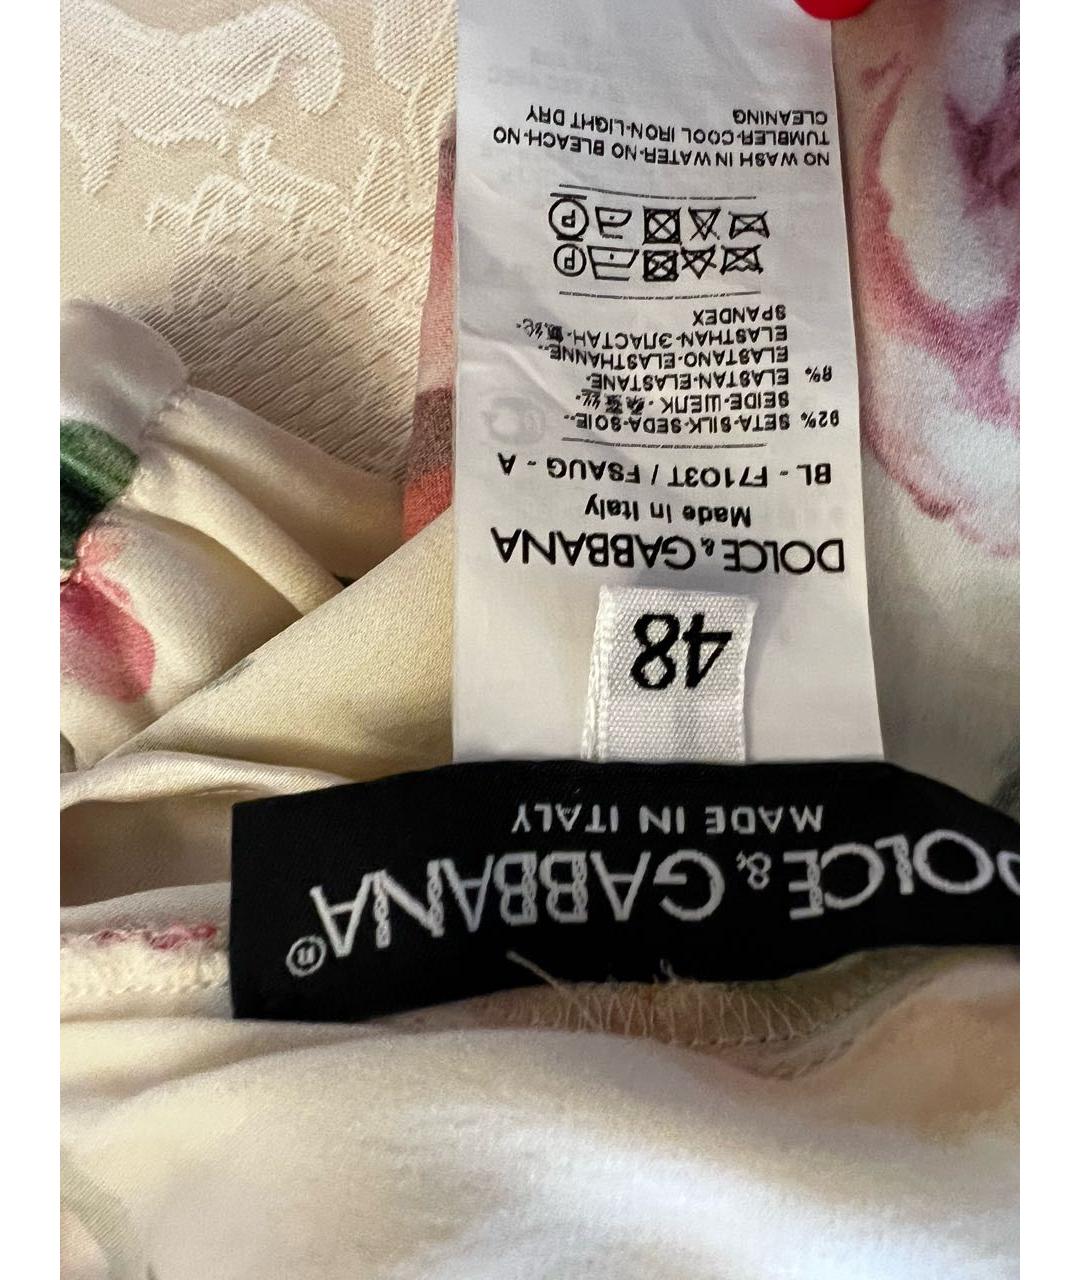 DOLCE & GABBANA®
MADE IN ITALY
48
DOLCE & GABBANA
Made in Italy
BL - F71O3T / FSAUG - A
92% SETA-SILK-SEDA-SOIE-
SEIDE-ШЕЛК-
8% ELASTAN-ELASTANE-
ELASTANO-ELASTHANNE-
ELASTHAN-ЭЛАСТАН-
SPANDEX
P
P
NO WASH IN WATER-NO BLEACH-NO
TUMBLER-COOL IRON-LIGHT DRY
CLEANING